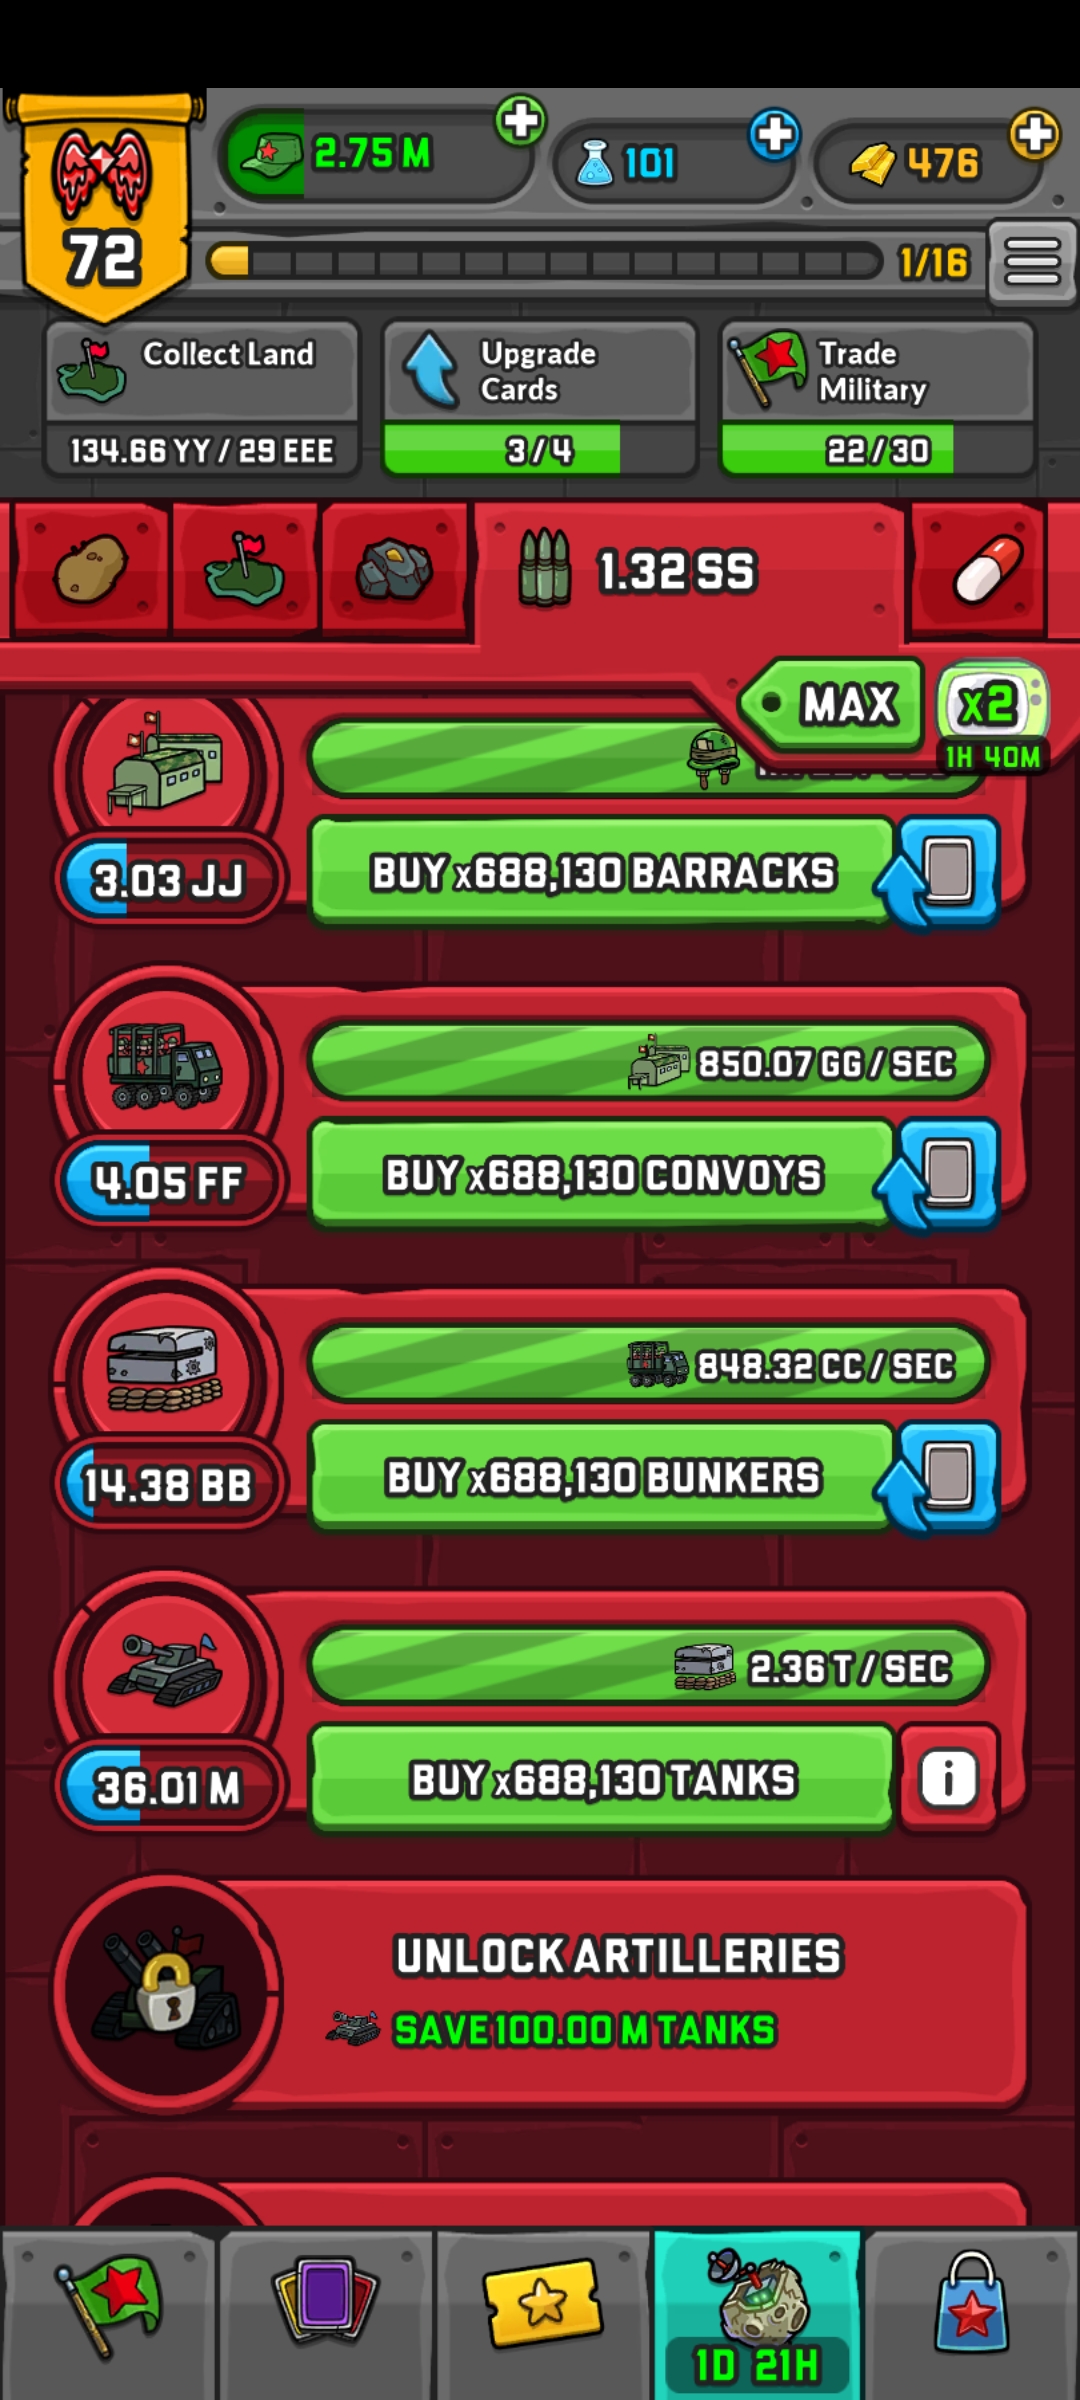 2.75 M
101
476
72
1/16
Collect Land
134.66 YY / 29 EEE
Upgrade
Cards
3/4
Trade
Military
22/30
1.32 SS
MAX
x2
1H 40M
3.03 JJ
BUY x688,130 BARRACKS
850.07 GG / SEC
4.05 FF
BUY x688,130 CONVOYS
848.32 CC / SEC
14.38 BB
BUY x688,130 BUNKERS
2.36 T / SEC
36.01 M
BUY x688,130 TANKS
i
UNLOCK ARTILLERIES
SAVE 100.00 M TANKS
1D 21H